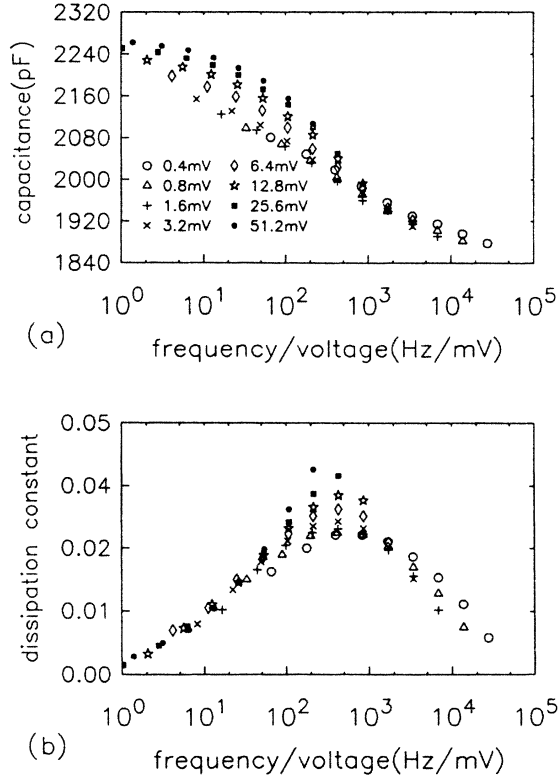 2320
2240
2160
2080
2000
1920
1840
capacitance(pF)
0.4mV 6.4mV
0.8mV 12.8mV
1.6mV 25.6mV
3.2mV 51.2mV
10^0 10^1 10^2 10^3 10^4 10^5
(a)
frequency/voltage(Hz/mV)
0.05
0.04
0.02
0.01
0.00
dissipation constant
10^0 10^1 10^2 10^3 10^4 10^5
(b)
frequency/voltage(Hz/mV)